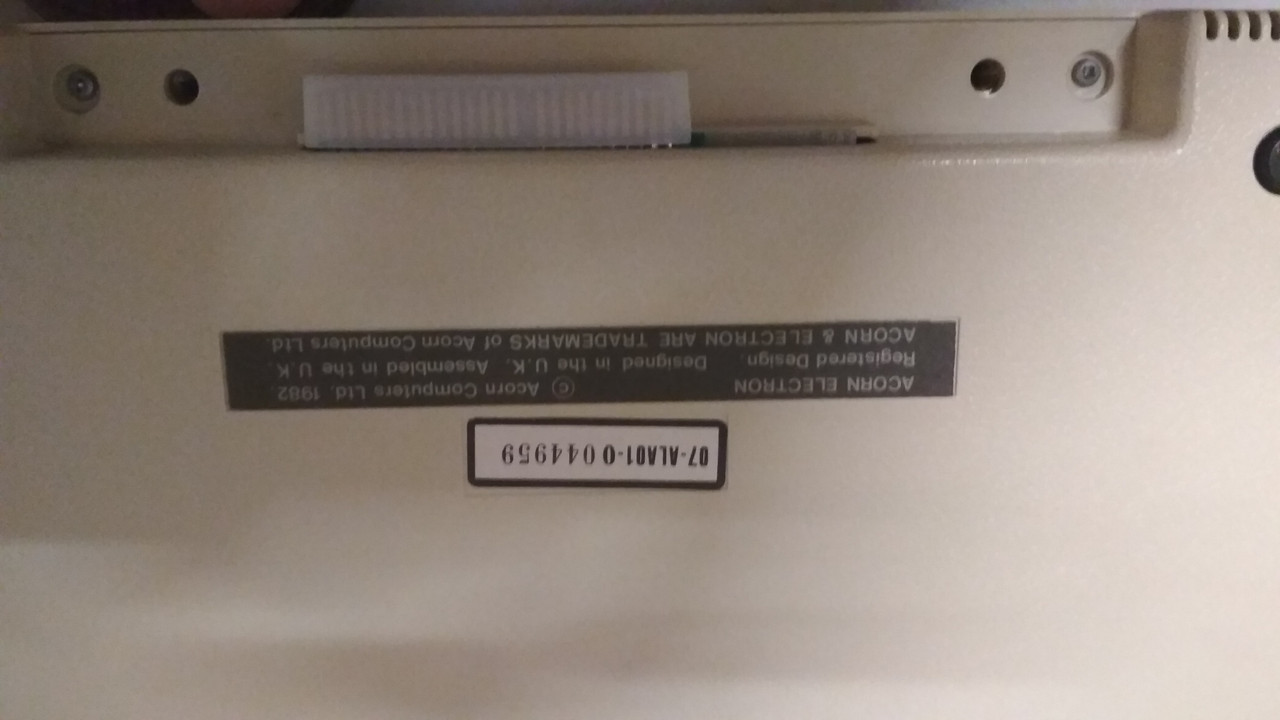 ACORN ELECTRON © Acorn Computers Ltd. 1982.
Registered Design. Designed in the U.K. Assembled in the U.K.
ACORN & ELECTRON ARE TRADEMARKS of Acorn Computers Ltd.
07-ALA01-0044959